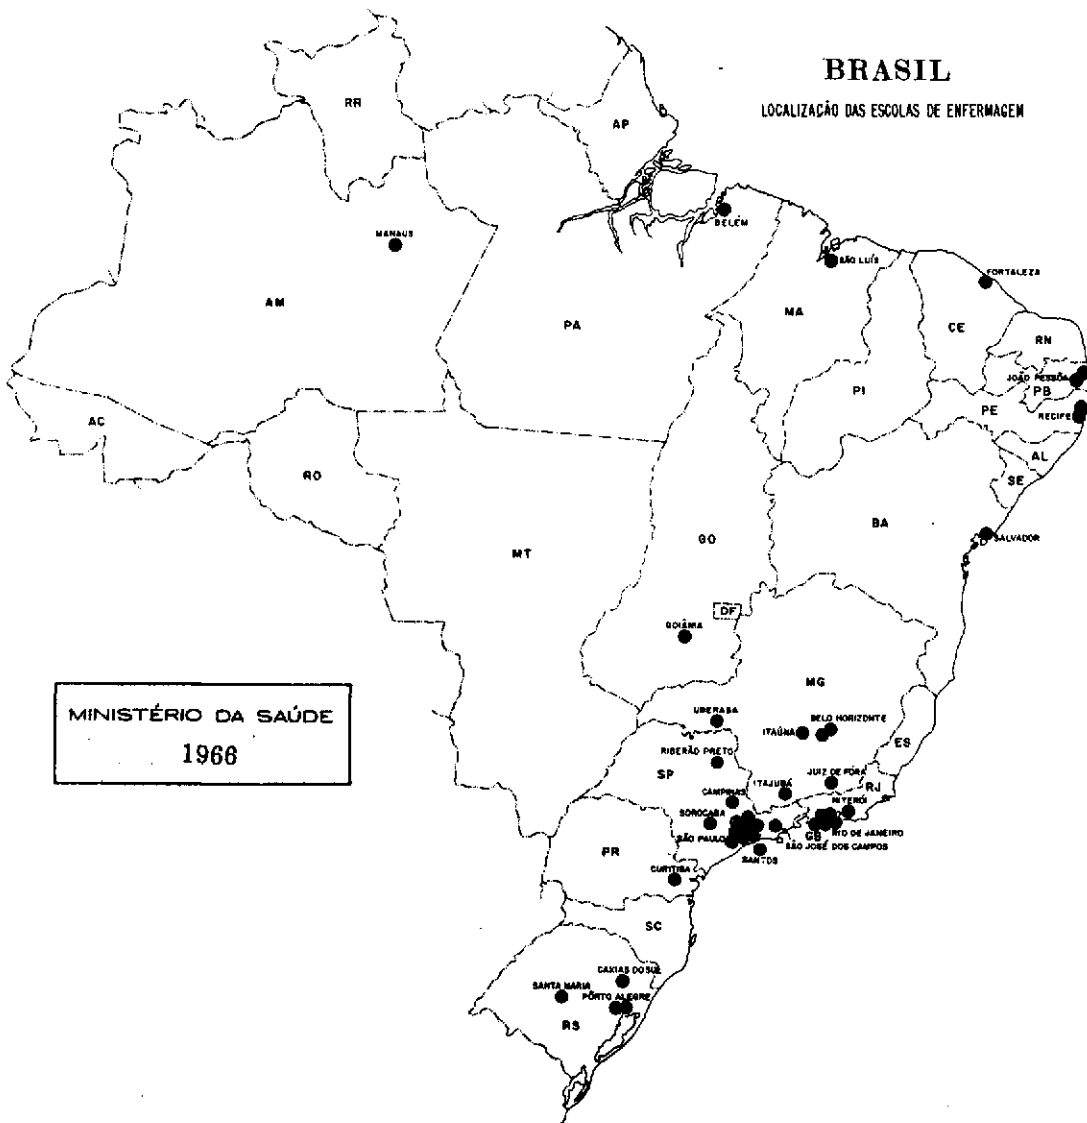 BRASIL
LOCALIZAÇÃO DAS ESCOLAS DE ENFERMAGEM
RR
AP
MANAUS
BELÉM
SÃO LUÍS
FORTALEZA
AM
PA
MA
CE
RN
JOÃO PESSÔA
PI
PB
PE
RECIFE
AC
AL
RO
SE
BA
SALVADOR
MT
GO
DF
GOIÂNIA
MG
MINISTÉRIO DA SAÚDE
1966
UBERABA
ITAÚNA
BELO HORIZONTE
ES
RIBERÃO PRETO
SP
ITAJUBÁ
JUIZ DE FÓRA
RJ
CAMPINAS
SOROCABA
NITERÓI
SÃO PAULO
GB
RIO DE JANEIRO
SÃO JOSÉ DOS CAMPOS
SANTOS
PR
CURITIBA
SC
CAXIAS DO SUL
SANTA MARIA
PÔRTO ALEGRE
RS